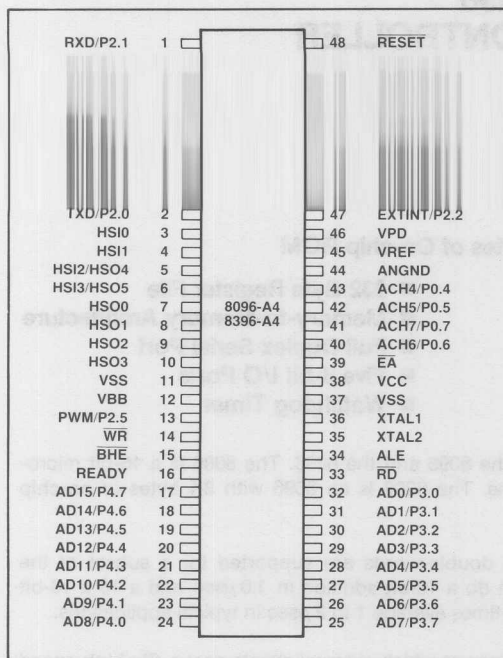 RXD/P2.1 1 48 RESET
TXD/P2.0 2 47 EXTINT/P2.2
HSI0 3 46 VPD
HSI1 4 45 VREF
HSI2/HSO4 5 44 ANGND
HSI3/HSO5 6 43 ACH4/P0.4
HSO0 7 8096-A4 42 ACH5/P0.5
HSO1 8 8396-A4 41 ACH7/P0.7
HSO2 9 40 ACH6/P0.6
HSO3 10 39 EA
VSS 11 38 VCC
VBB 12 37 VSS
PWM/P2.5 13 36 XTAL1
WR 14 35 XTAL2
BHE 15 34 ALE
AD15/P4.7 17 32 AD0/P3.0
AD14/P4.6 18 31 AD1/P3.1
AD13/P4.5 19 30 AD2/P3.2
AD12/P4.4 20 29 AD3/P3.3
AD11/P4.3 21 28 AD4/P3.4
AD10/P4.2 22 27 AD5/P3.5
AD9/P4.1 23 26 AD6/P3.6
AD8/P4.0 24 25 AD7/P3.7